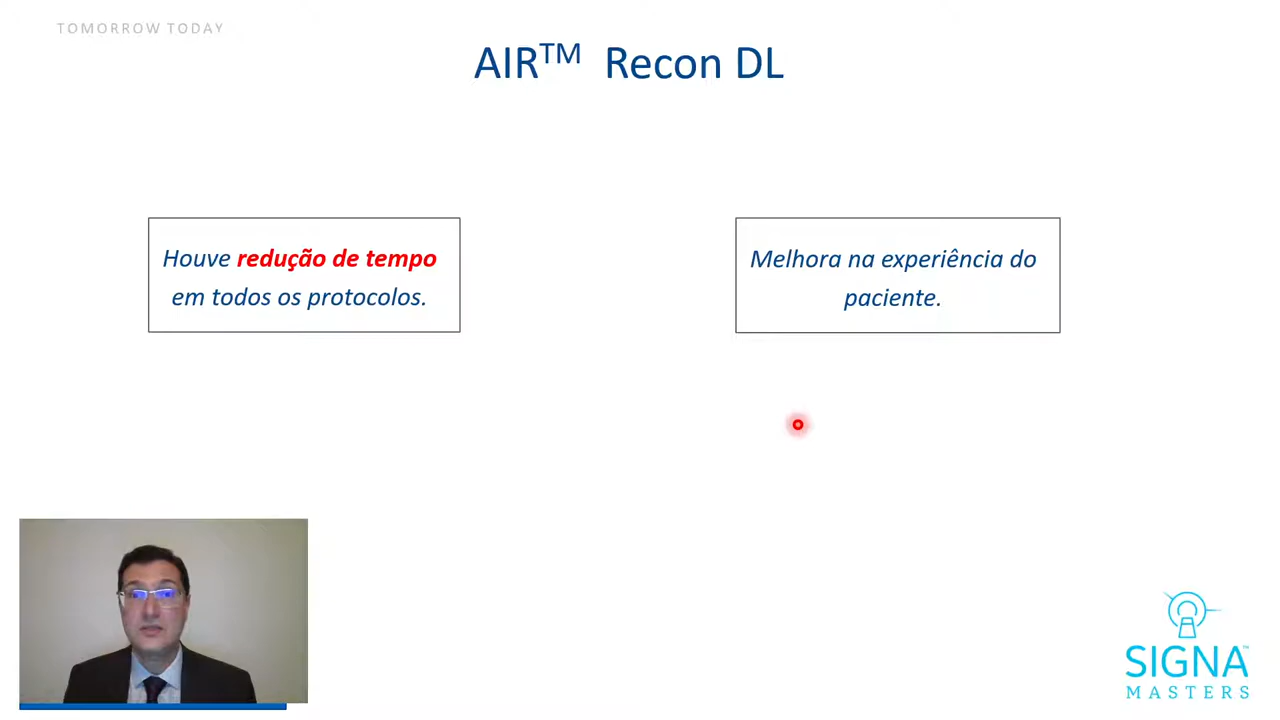 TOMORROW TODAY
AIR™ Recon DL
Houve redução de tempo
em todos os protocolos.
Melhora na experiência do
paciente.
SIGNA™
MASTERS